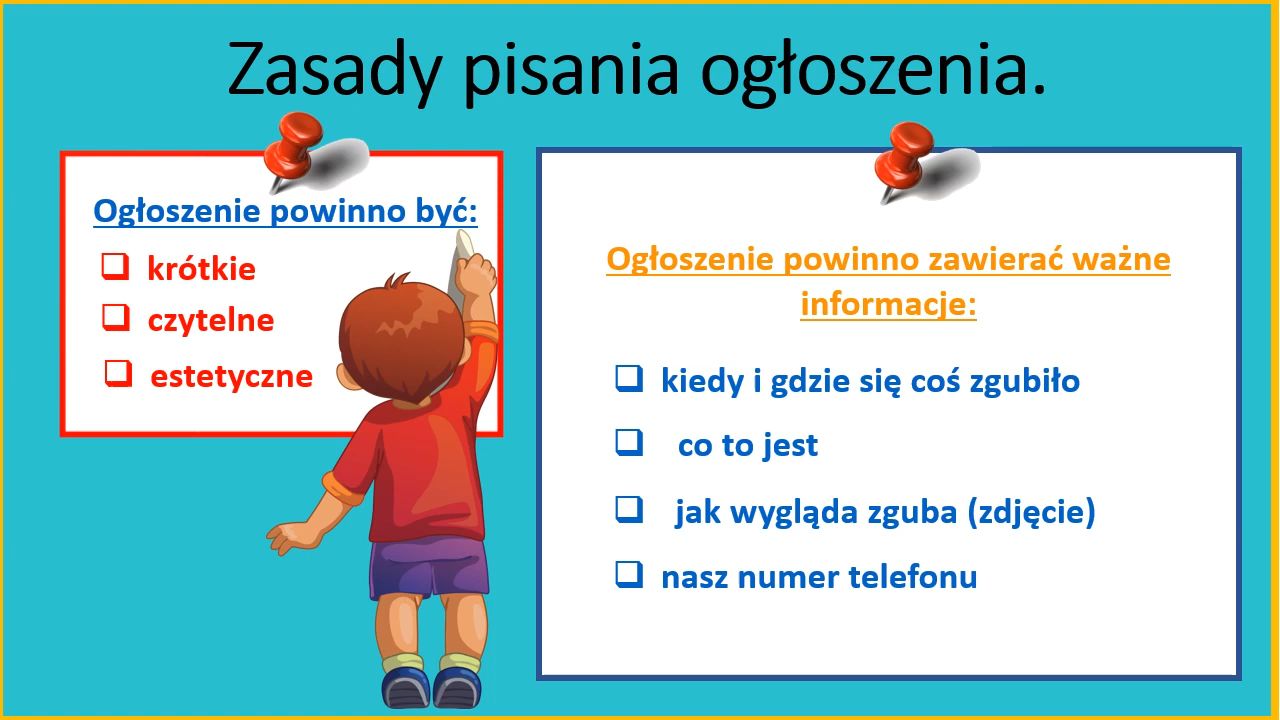 Zasady pisania ogłoszenia.
Ogłoszenie powinno być:
❑ krótkie
❑ czytelne
❑ estetyczne
Ogłoszenie powinno zawierać ważne
informacje:
❑ kiedy i gdzie się coś zgubiło
❑ co to jest
❑ jak wygląda zguba (zdjęcie)
❑ nasz numer telefonu